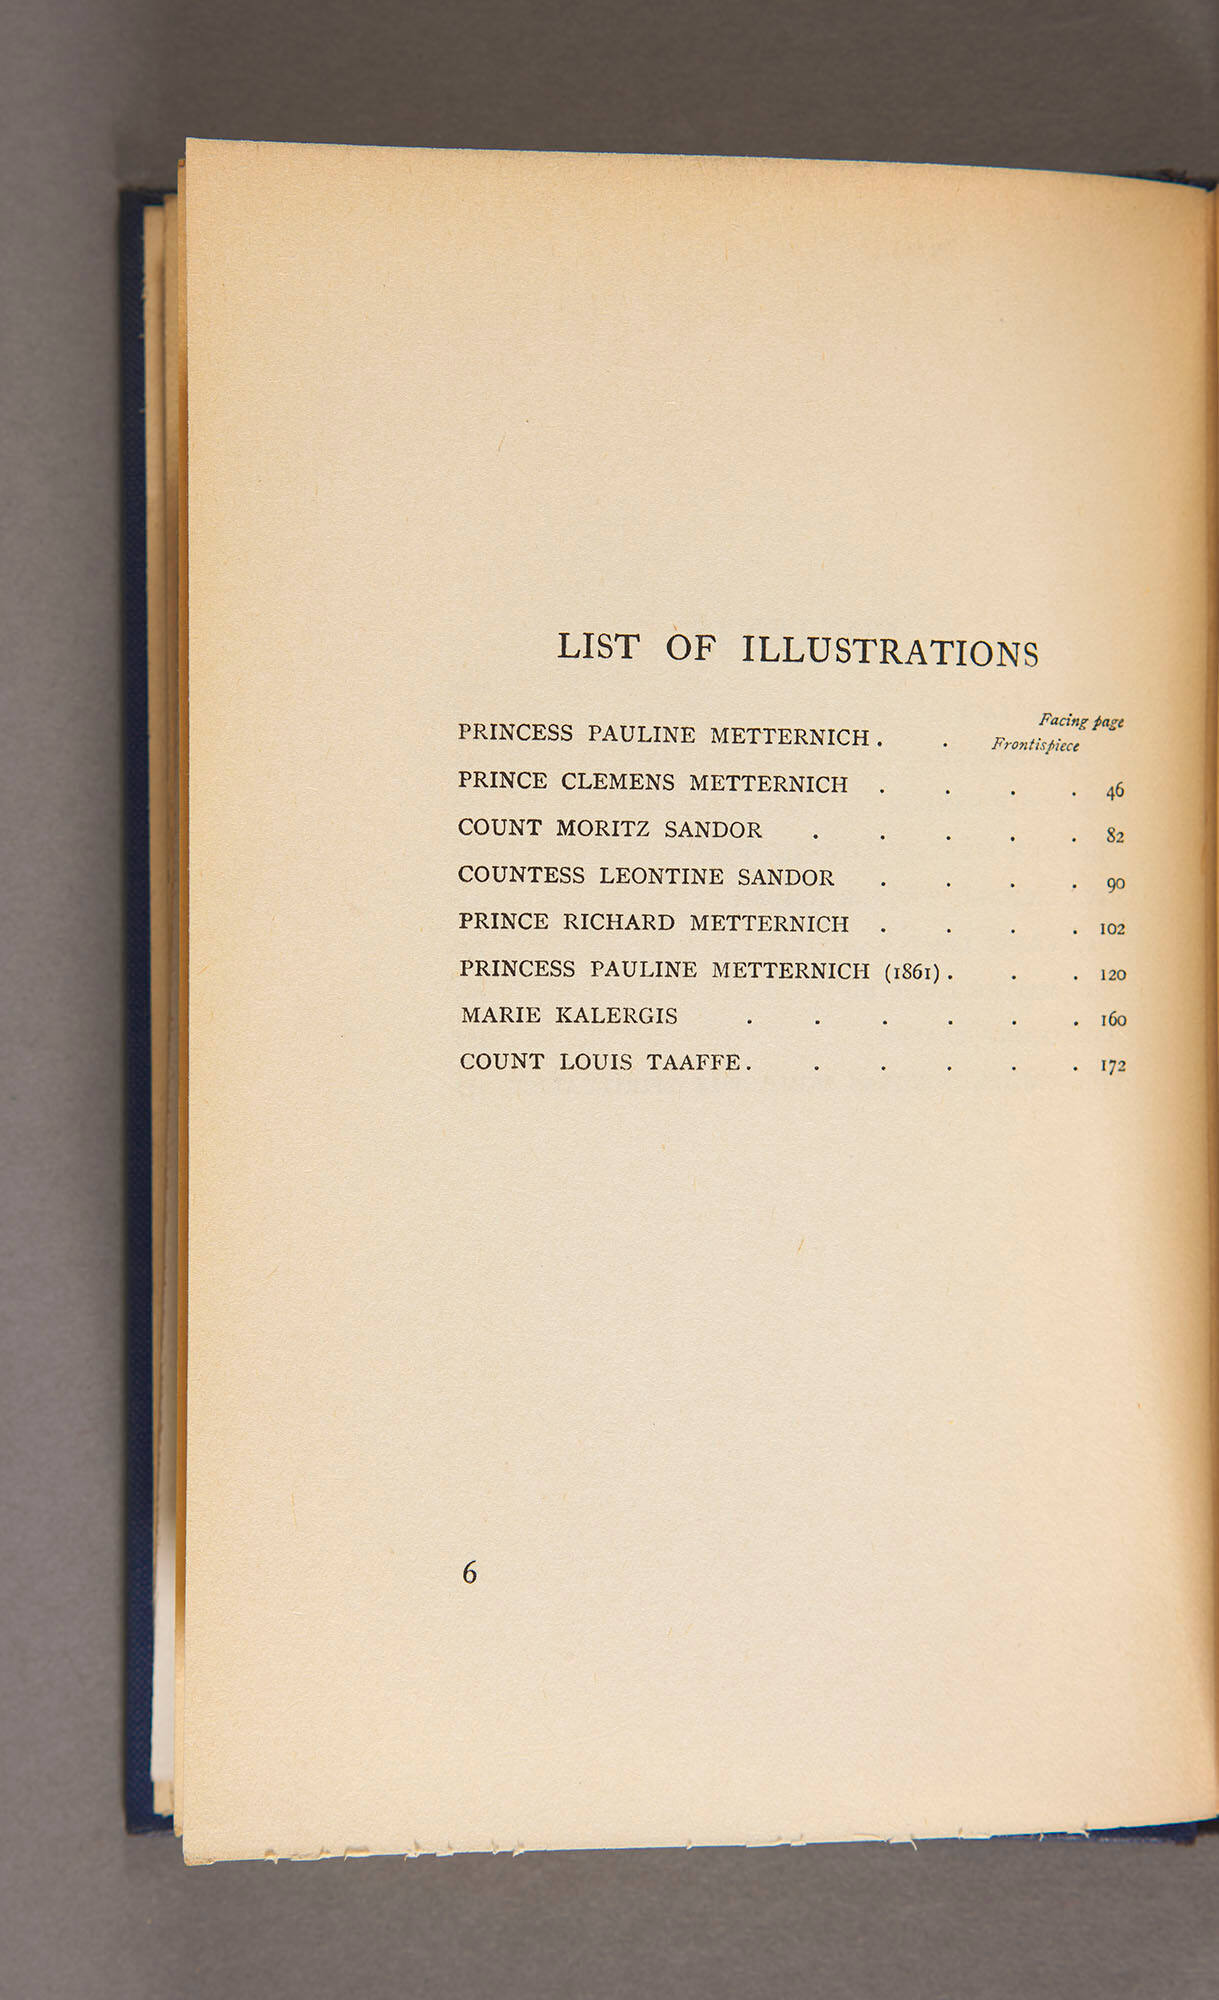 LIST OF ILLUSTRATIONS
Facing page
PRINCESS PAULINE METTERNICH . . Frontispiece
PRINCE CLEMENS METTERNICH . . . . 46
COUNT MORITZ SANDOR . . . . . 82
COUNTESS LEONTINE SANDOR . . . . 90
PRINCE RICHARD METTERNICH . . . . 102
PRINCESS PAULINE METTERNICH (1861) . . . 120
MARIE KALERGIS . . . . . . 160
COUNT LOUIS TAAFFE . . . . . . 172
6